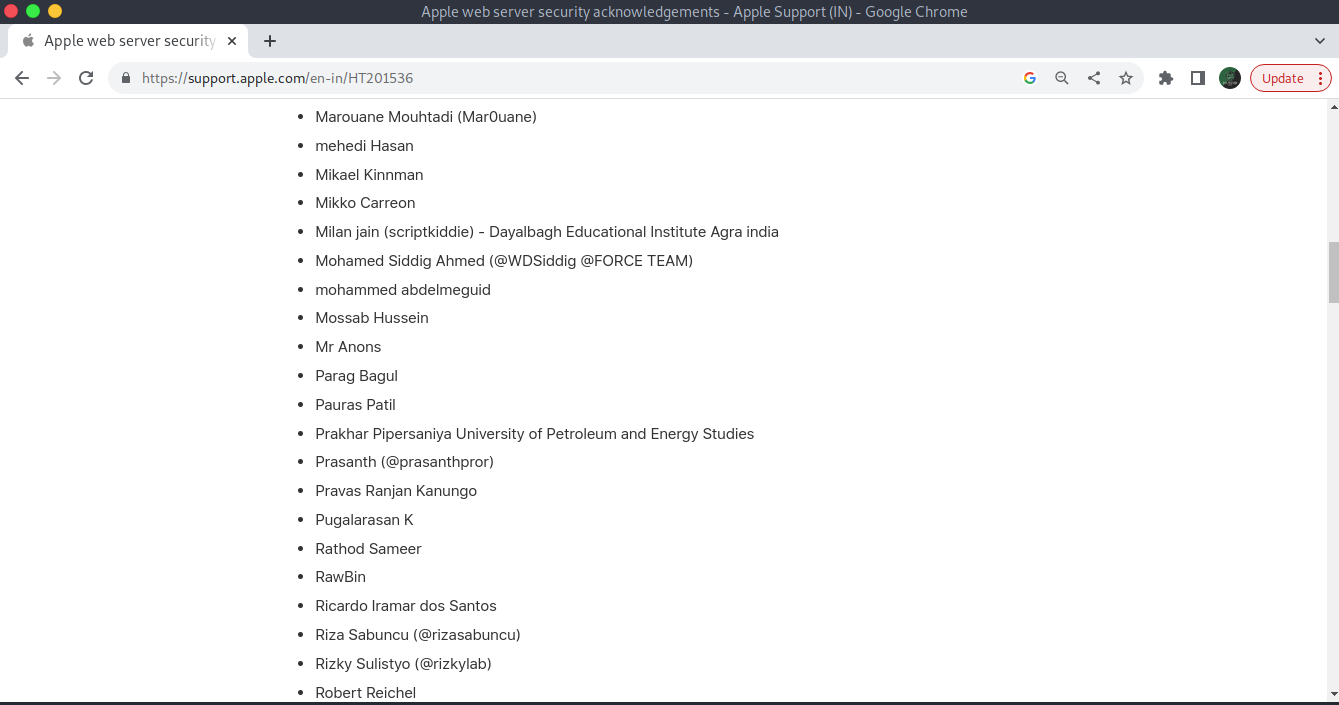 Apple web server security acknowledgements - Apple Support (IN) - Google Chrome
Apple web server security
https://support.apple.com/en-in/HT201536
Update
Marouane Mouhtadi (Mar0uane)
mehedi Hasan
Mikael Kinnman
Mikko Carreon
Milan jain (scriptkiddie) - Dayalbagh Educational Institute Agra india
Mohamed Siddig Ahmed (@WDSiddig @FORCE TEAM)
mohammed abdelmeguid
Mossab Hussein
Mr Anons
Parag Bagul
Pauras Patil
Prakhar Pipersaniya University of Petroleum and Energy Studies
Prasanth (@prasanthpror)
Pravas Ranjan Kanungo
Pugalarasan K
Rathod Sameer
RawBin
Ricardo Iramar dos Santos
Riza Sabuncu (@rizasabuncu)
Rizky Sulistyo (@rizkylab)
Robert Reichel